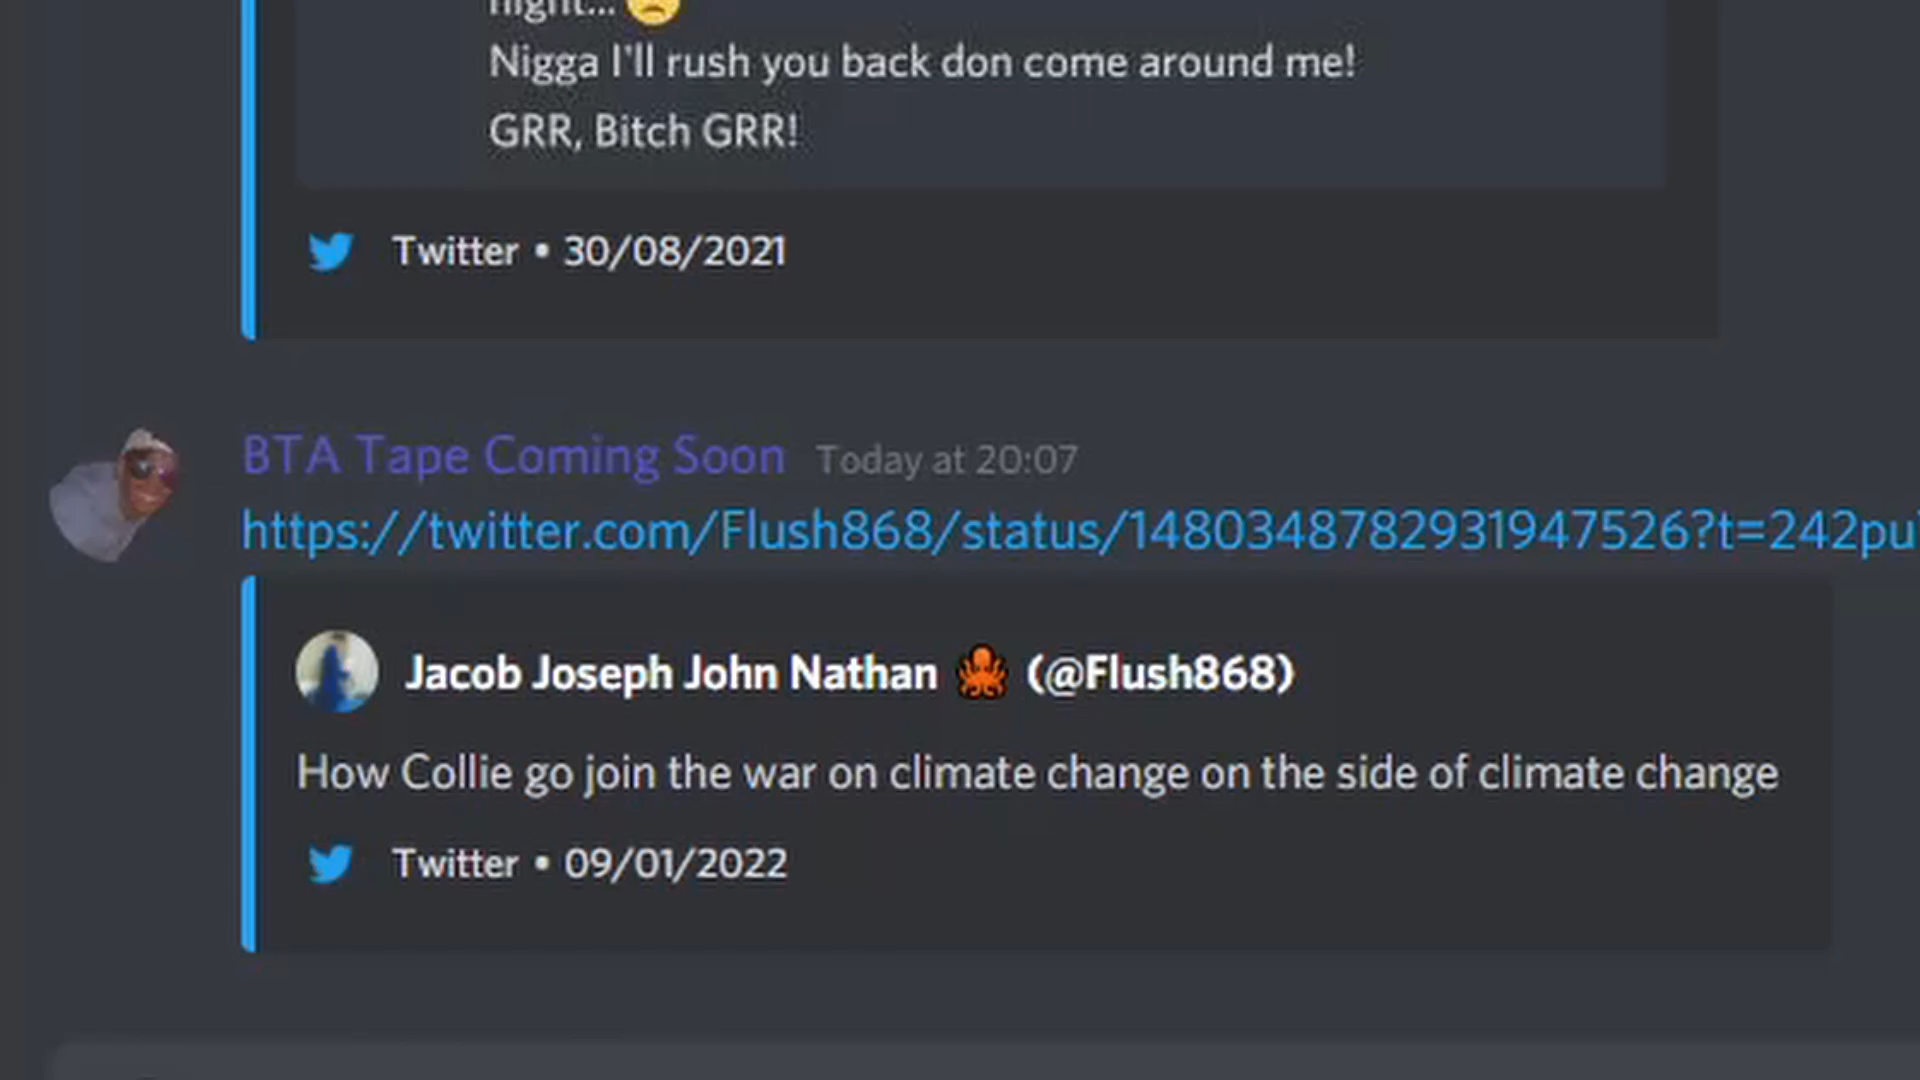 night...
Nigga I'll rush you back don come around me!
GRR, Bitch GRR!
Twitter • 30/08/2021
BTA Tape Coming Soon Today at 20:07
https://twitter.com/Flush868/status/1480348782931947526?t=242pu
Jacob Joseph John Nathan 🐙 (@Flush868)
How Collie go join the war on climate change on the side of climate change
Twitter • 09/01/2022